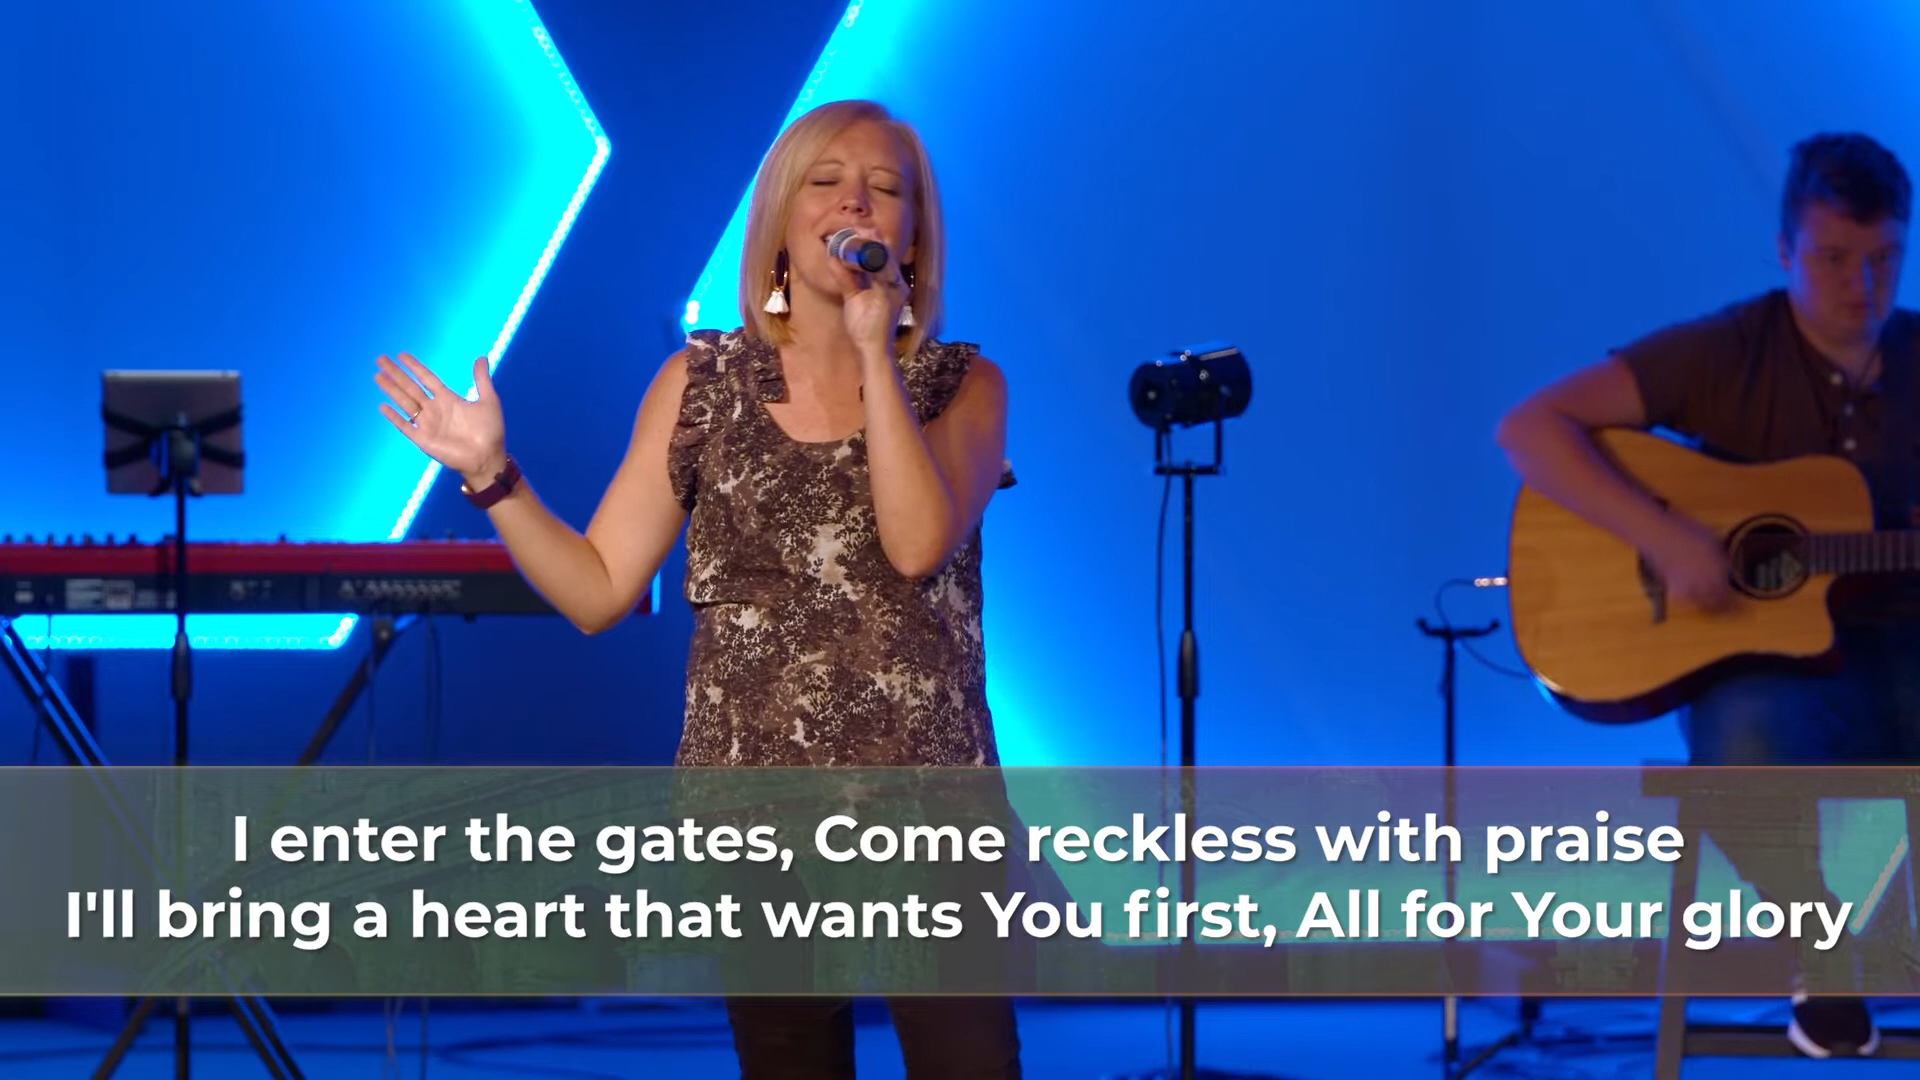 I enter the gates, Come reckless with praise
I'll bring a heart that wants You first, All for Your glory